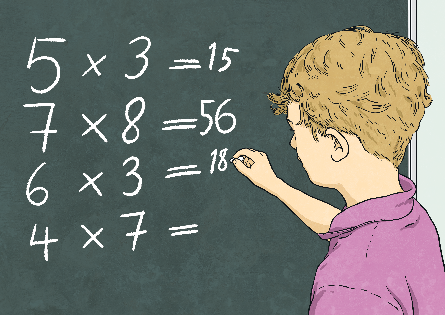 5 × 3 = 15
7 × 8 = 56
6 × 3 = 18
4 × 7 =